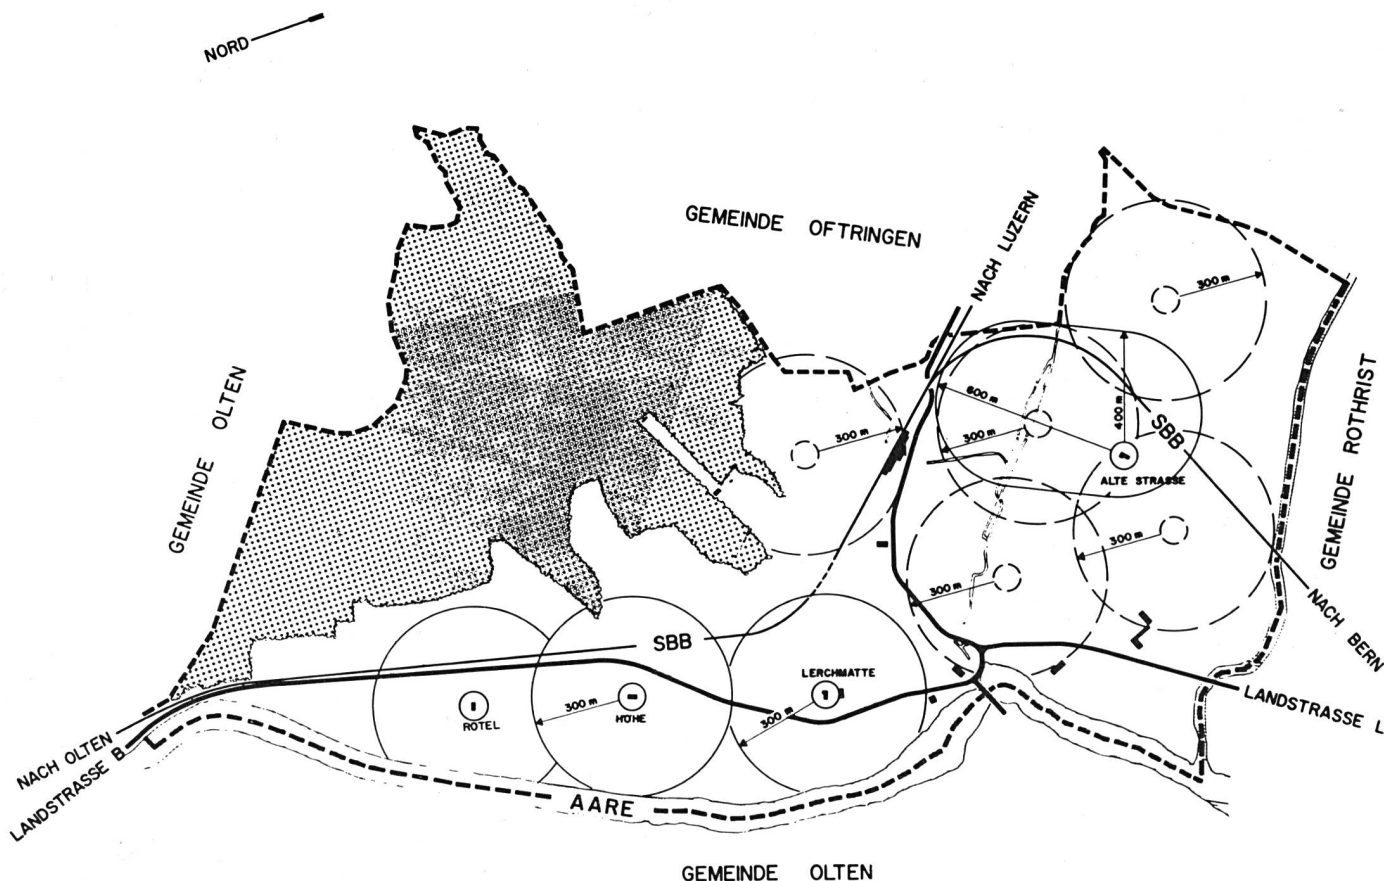 NORD
GEMEINDE OFTRINGEN
NACH LUZERN
300 m
GEMEINDE OLTEN
600 m
400 m
SBB
300 m
300 m
ALTE STRASSE
GEMEINDE ROTHRIST
300 m
300 m
SBB
NACH BERN
LERCHMATTE
300 m
HÖHE
300 m
RÖTEL
LANDSTRASSE L
NACH OLTEN
LANDSTRASSE B
AARE
GEMEINDE OLTEN